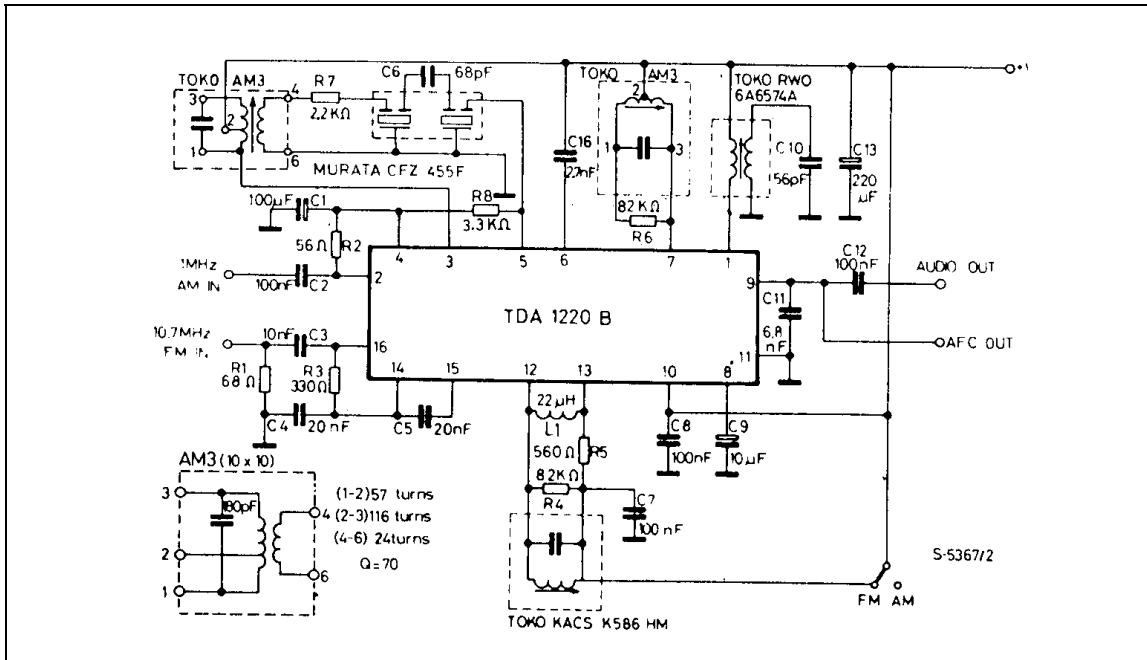 TOKO AM3
R7
2.2KΩ
C6
68pF
MURATA CFZ 455F
3
2
1
4
6
C16
2.7nF
TOKO AM3
2
1
3
82KΩ
R6
TOKO RWO
6A6574A
C10
56pF
C13
220
µF
100µF
C1
R8
3.3KΩ
56Ω
R2
1MHz
AM IN
100nF
C2
10.7MHz
FM IN
10nF
C3
R1
68Ω
R3
330Ω
C4
20nF
C5
20nF
4
3
5
6
7
1
2
16
14
15
12
13
10
8
9
11
TDA 1220 B
C12
100nF
AUDIO OUT
C11
6.8
nF
AFC OUT
22µH
L1
560Ω
R5
8.2KΩ
R4
C7
100nF
C8
100nF
C9
10µF
TOKO KACS K586 HM
AM3 (10x10)
3
180pF
2
1
4
6
(1-2)57 turns
(2-3)116 turns
(4-6) 24turns
Q=70
S-5367/2
FM AM